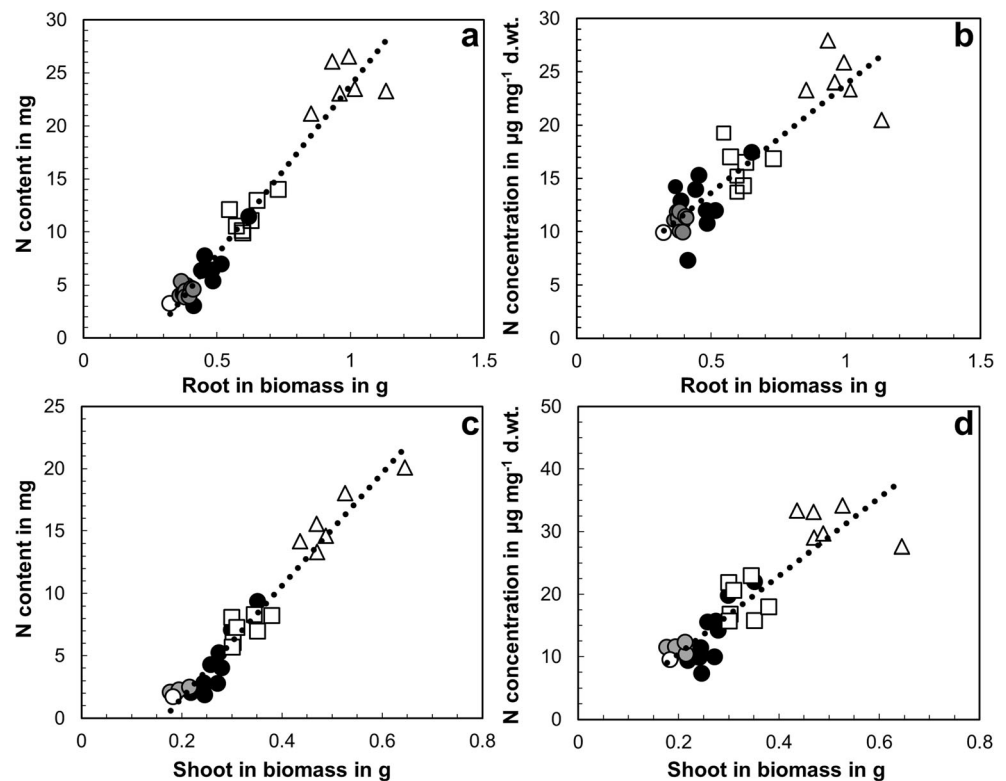 a
N content in mg
30
25
20
15
10
5
0
0 0.5 1 1.5
Root in biomass in g
b
N concentration in µg mg⁻¹ d.wt.
30
25
20
15
10
5
0
0 0.5 1 1.5
Root in biomass in g
c
N content in mg
25
20
15
10
5
0
0 0.2 0.4 0.6 0.8
Shoot in biomass in g
d
N concentration in µg mg⁻¹ d.wt.
50
40
30
20
10
0
0 0.2 0.4 0.6 0.8
Shoot in biomass in g